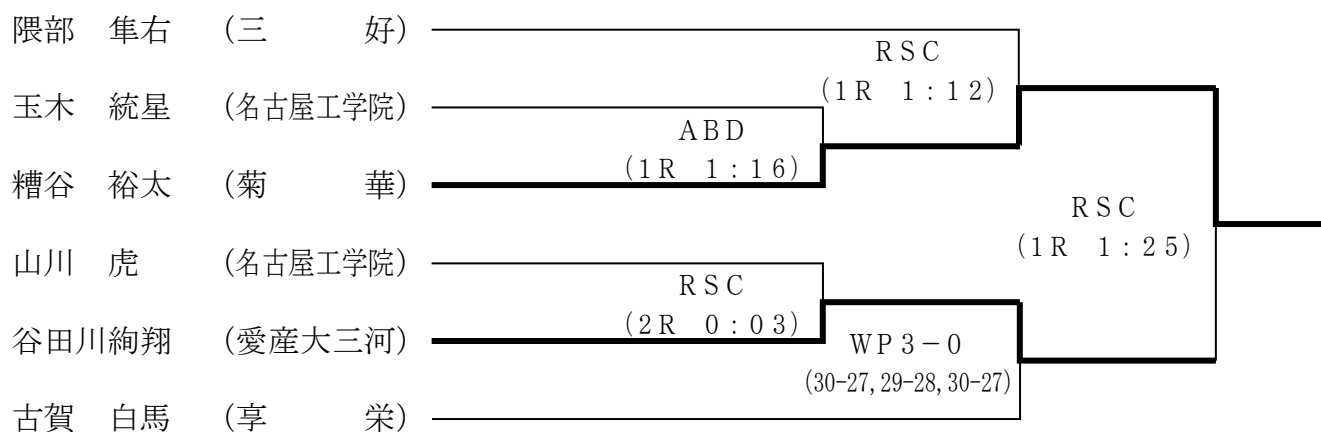 隈部　隼右　（三　　　好）
RSC
（1R　1：12）
玉木　統星　（名古屋工学院）
ABD
（1R　1：16）
糟谷　裕太　（菊　　　華）
RSC
（1R　1：25）
山川　虎　（名古屋工学院）
RSC
（2R　0：03）
谷田川絢翔　（愛産大三河）
WP3－0
（30-27,29-28,30-27）
古賀　白馬　（享　　　栄）